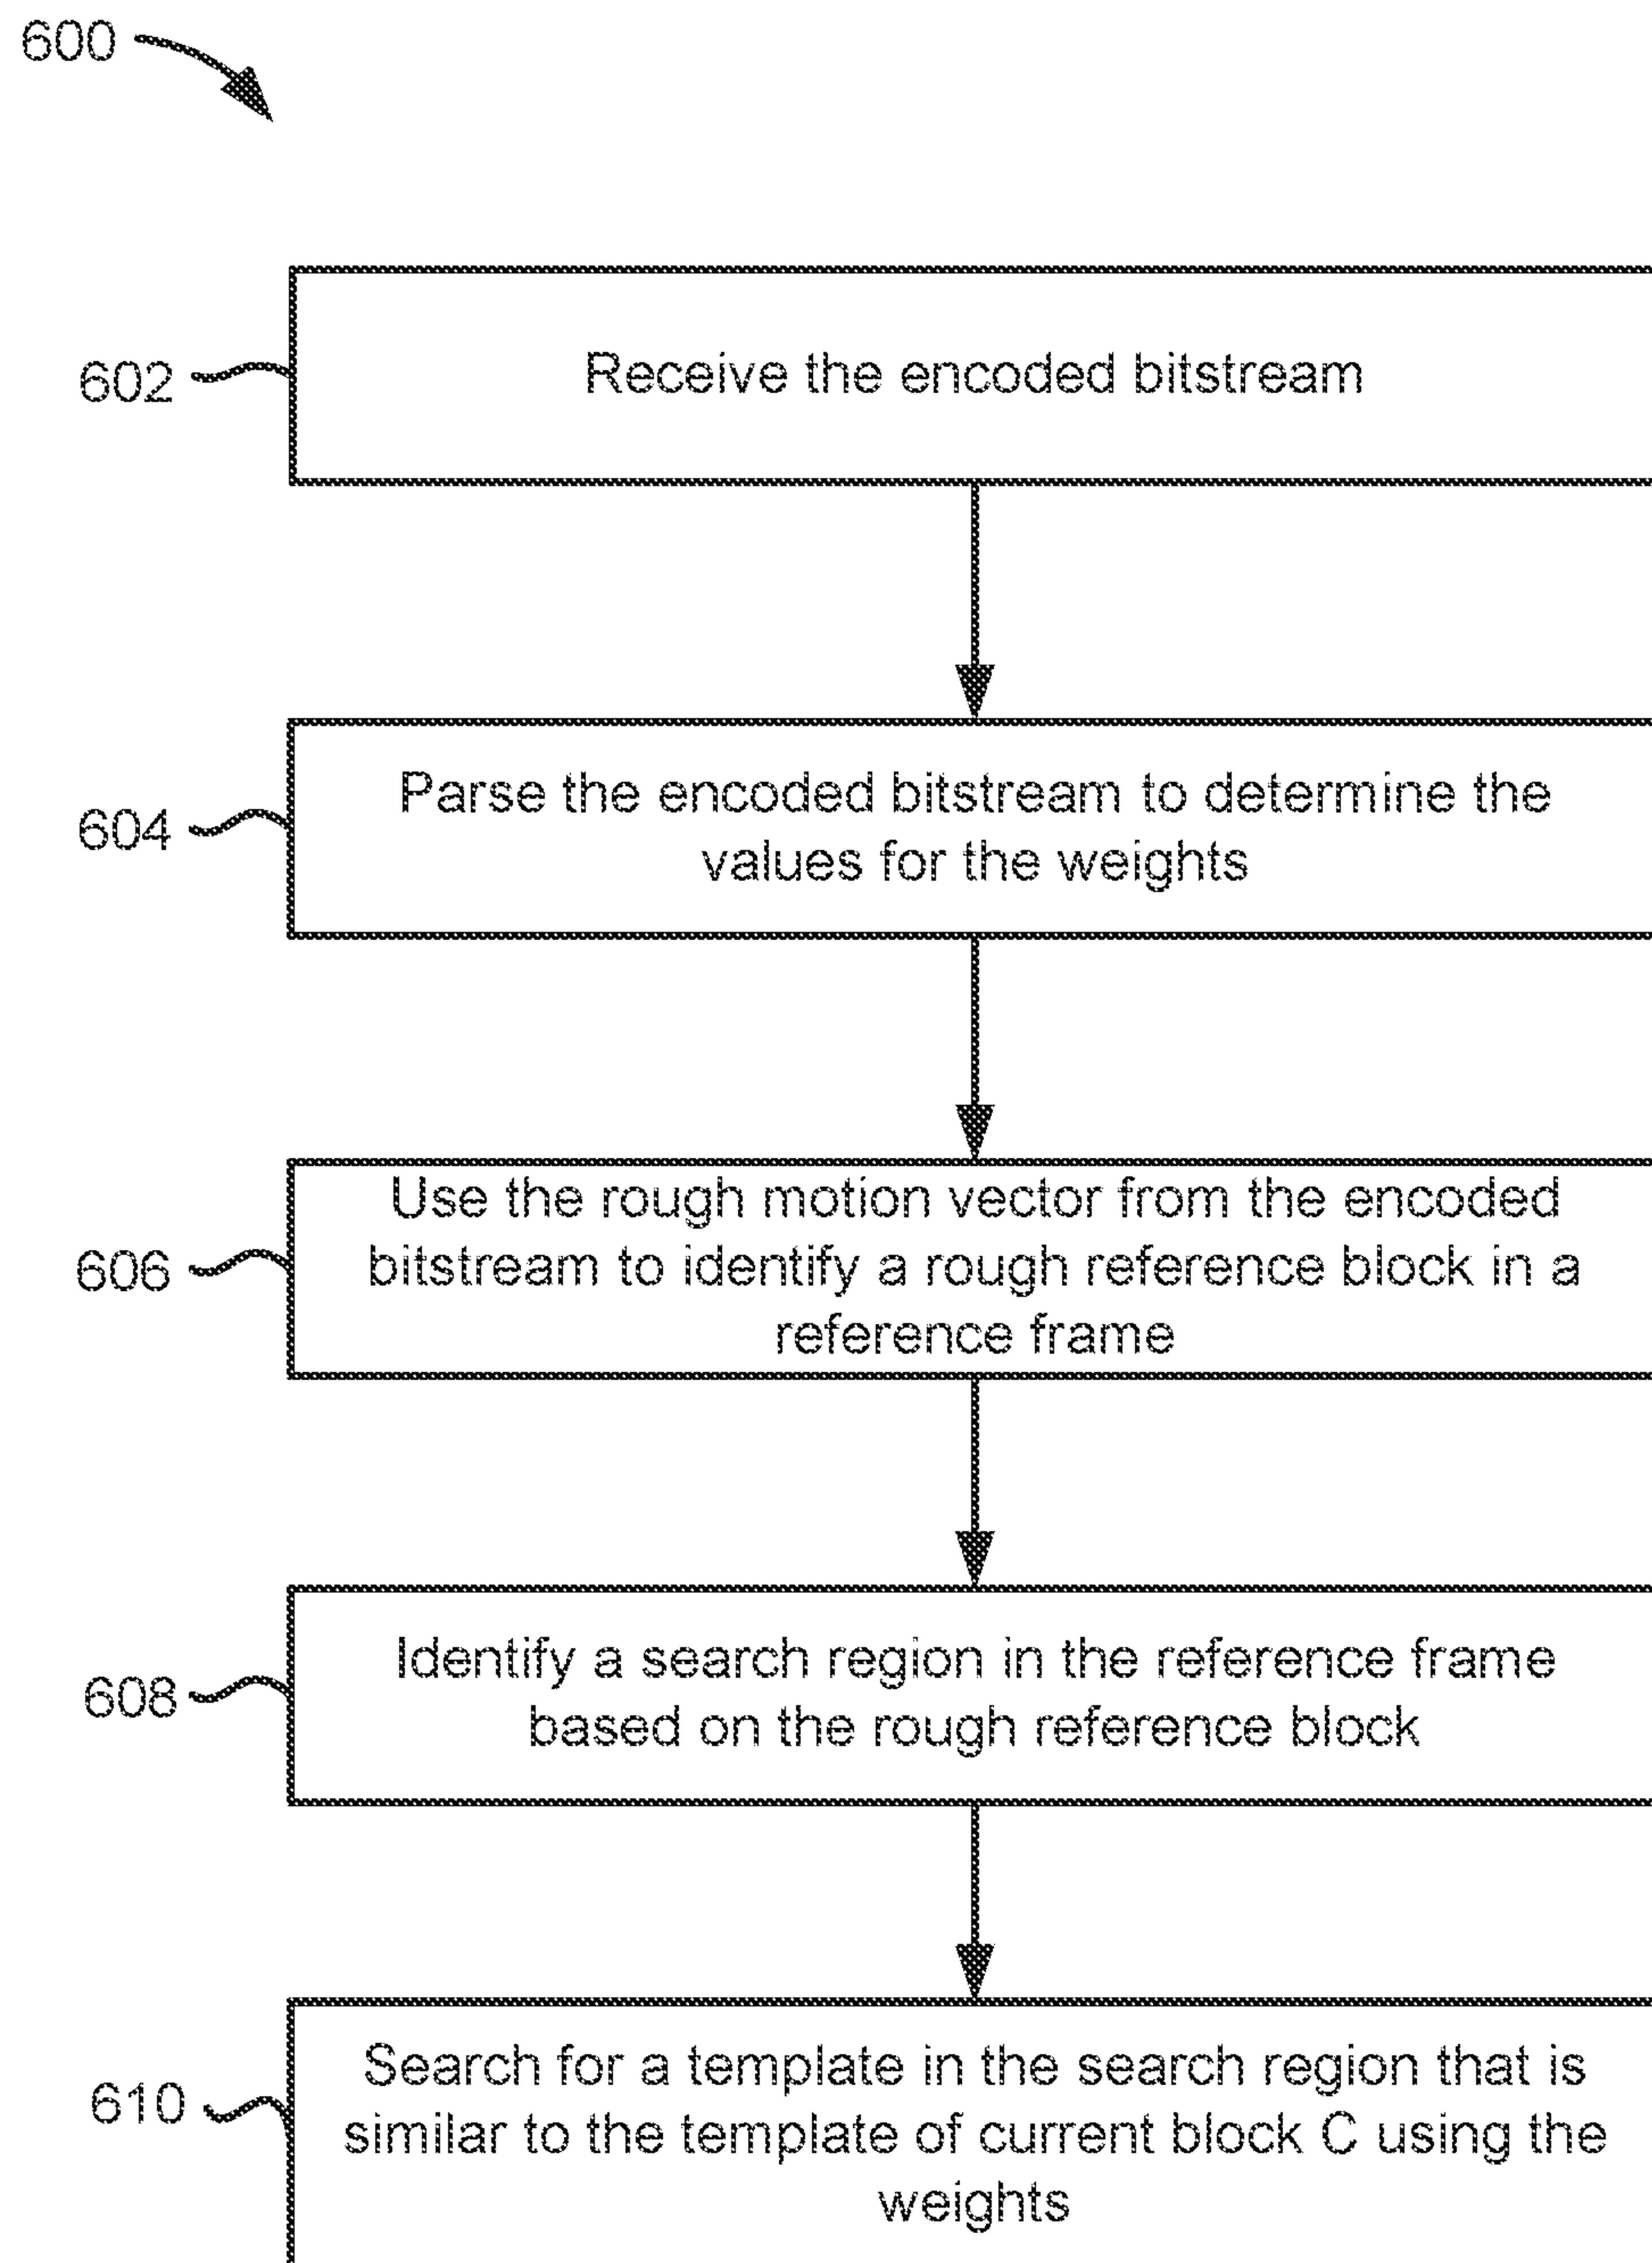 600
602
Receive the encoded bitstream
604
Parse the encoded bitstream to determine the
values for the weights
606
Use the rough motion vector from the encoded
bitstream to identify a rough reference block in a
reference frame
608
Identify a search region in the reference frame
based on the rough reference block
610
Search for a template in the search region that is
similar to the template of current block C using the
weights